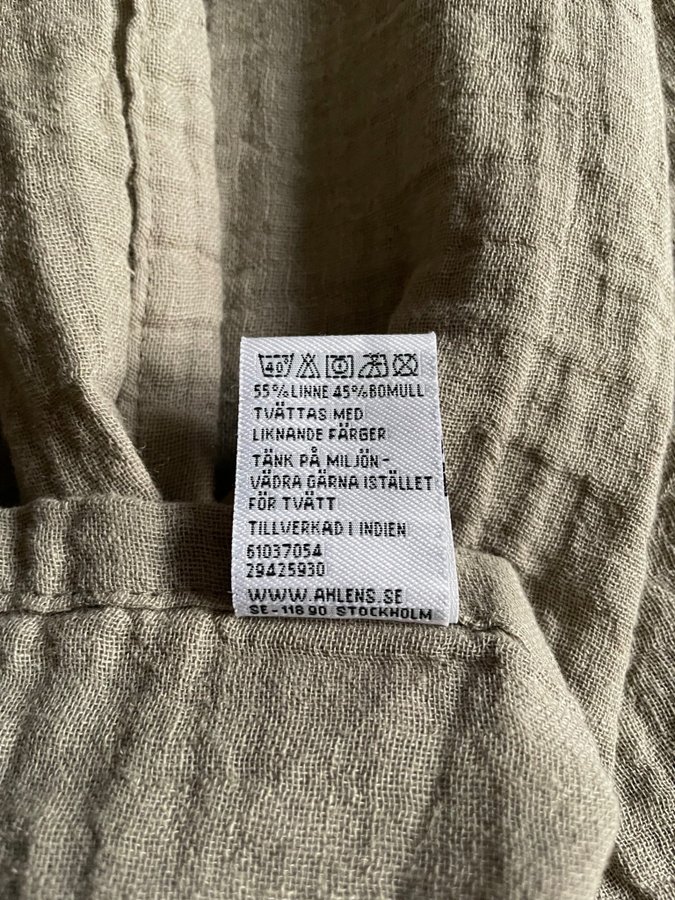 40
55%LINNE 45%BOMULL
TVÄTTAS MED
LIKNANDE FÄRGER
TÄNK PÅ MILJÖN-
VÄDRA GÄRNA ISTÄLLET
FÖR TVÄTT
TILLVERKAD I INDIEN
61037054
29425930
WWW.AHLENS.SE
SE-118 90 STOCKHOLM